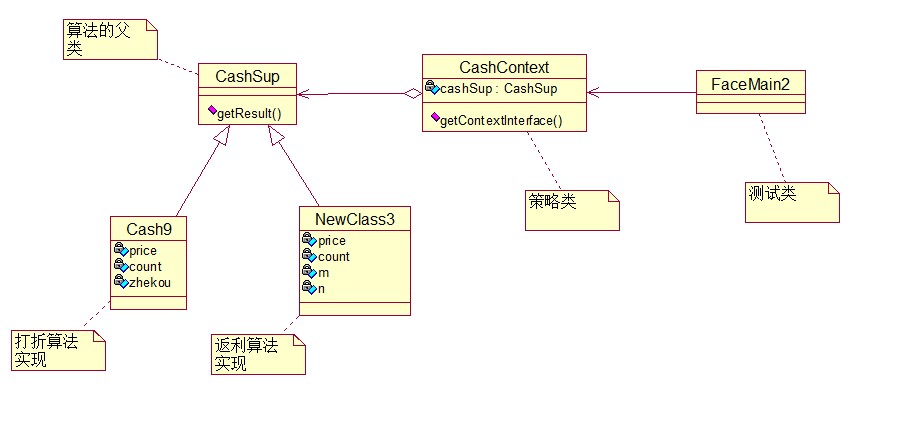 算法的父
类
CashSup
getResult()
CashContext
cashSup : CashSup
getContextInterface()
FaceMain2
策略类
测试类
Cash9
price
count
zhekou
NewClass3
price
count
m
n
打折算法
实现
返利算法
实现